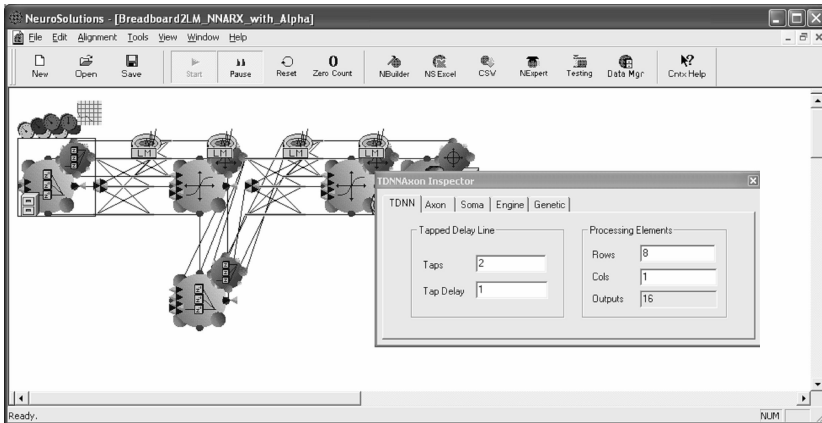 NeuroSolutions - [Breadboard2LM_NNARX_with_Alpha]
File Edit Alignment Tools View Window Help
New Open Save Start Pause Reset Zero Count NBuilder NS Excel CSW NExpert Testing Data Mgr Cntx Help
LM LM LM LM
TDNNAxon Inspector
TDNN Axon Soma Engine Genetic
Tapped Delay Line
Taps 2
Tap Delay 1
Processing Elements
Rows 8
Cols 1
Outputs 16
Ready.
NUM